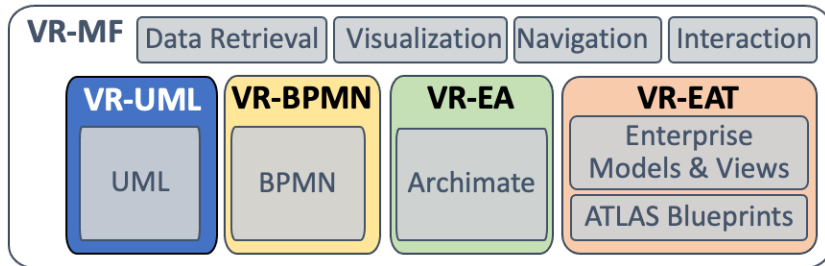 VR-MF Data Retrieval Visualization Navigation Interaction
VR-UML VR-BPMN VR-EA VR-EAT
UML BPMN Archimate Enterprise
Models & Views
ATLAS Blueprints